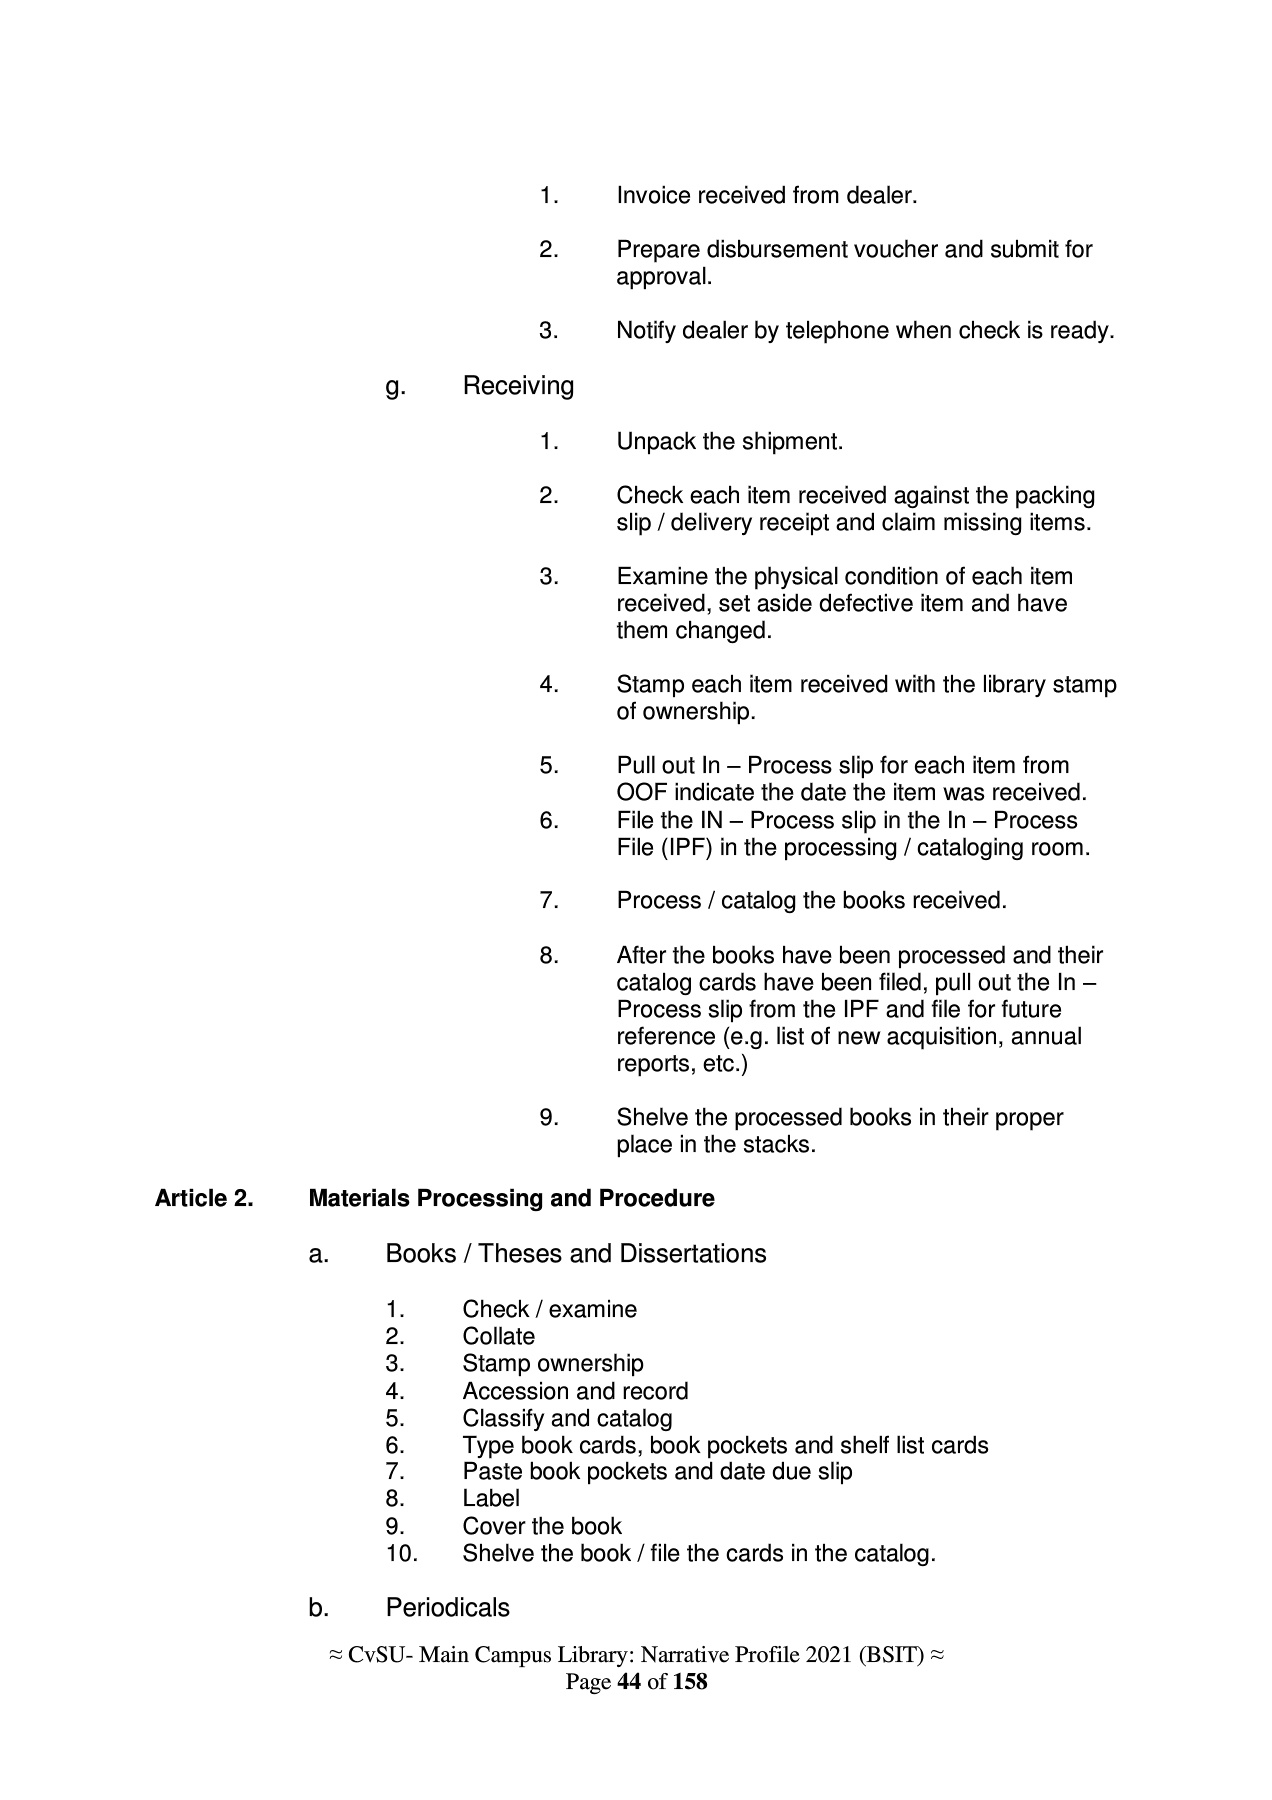 1. Invoice received from dealer.
2. Prepare disbursement voucher and submit for
approval.
3. Notify dealer by telephone when check is ready.
g. Receiving
1. Unpack the shipment.
2. Check each item received against the packing
slip / delivery receipt and claim missing items.
3. Examine the physical condition of each item
received, set aside defective item and have
them changed.
4. Stamp each item received with the library stamp
of ownership.
5. Pull out In – Process slip for each item from
OOF indicate the date the item was received.
6. File the IN – Process slip in the In – Process
File (IPF) in the processing / cataloging room.
7. Process / catalog the books received.
8. After the books have been processed and their
catalog cards have been filed, pull out the In –
Process slip from the IPF and file for future
reference (e.g. list of new acquisition, annual
reports, etc.)
9. Shelve the processed books in their proper
place in the stacks.
Article 2. Materials Processing and Procedure
a. Books / Theses and Dissertations
1. Check / examine
2. Collate
3. Stamp ownership
4. Accession and record
5. Classify and catalog
6. Type book cards, book pockets and shelf list cards
7. Paste book pockets and date due slip
8. Label
9. Cover the book
10. Shelve the book / file the cards in the catalog.
b. Periodicals
≈ CvSU- Main Campus Library: Narrative Profile 2021 (BSIT) ≈
Page 44 of 158